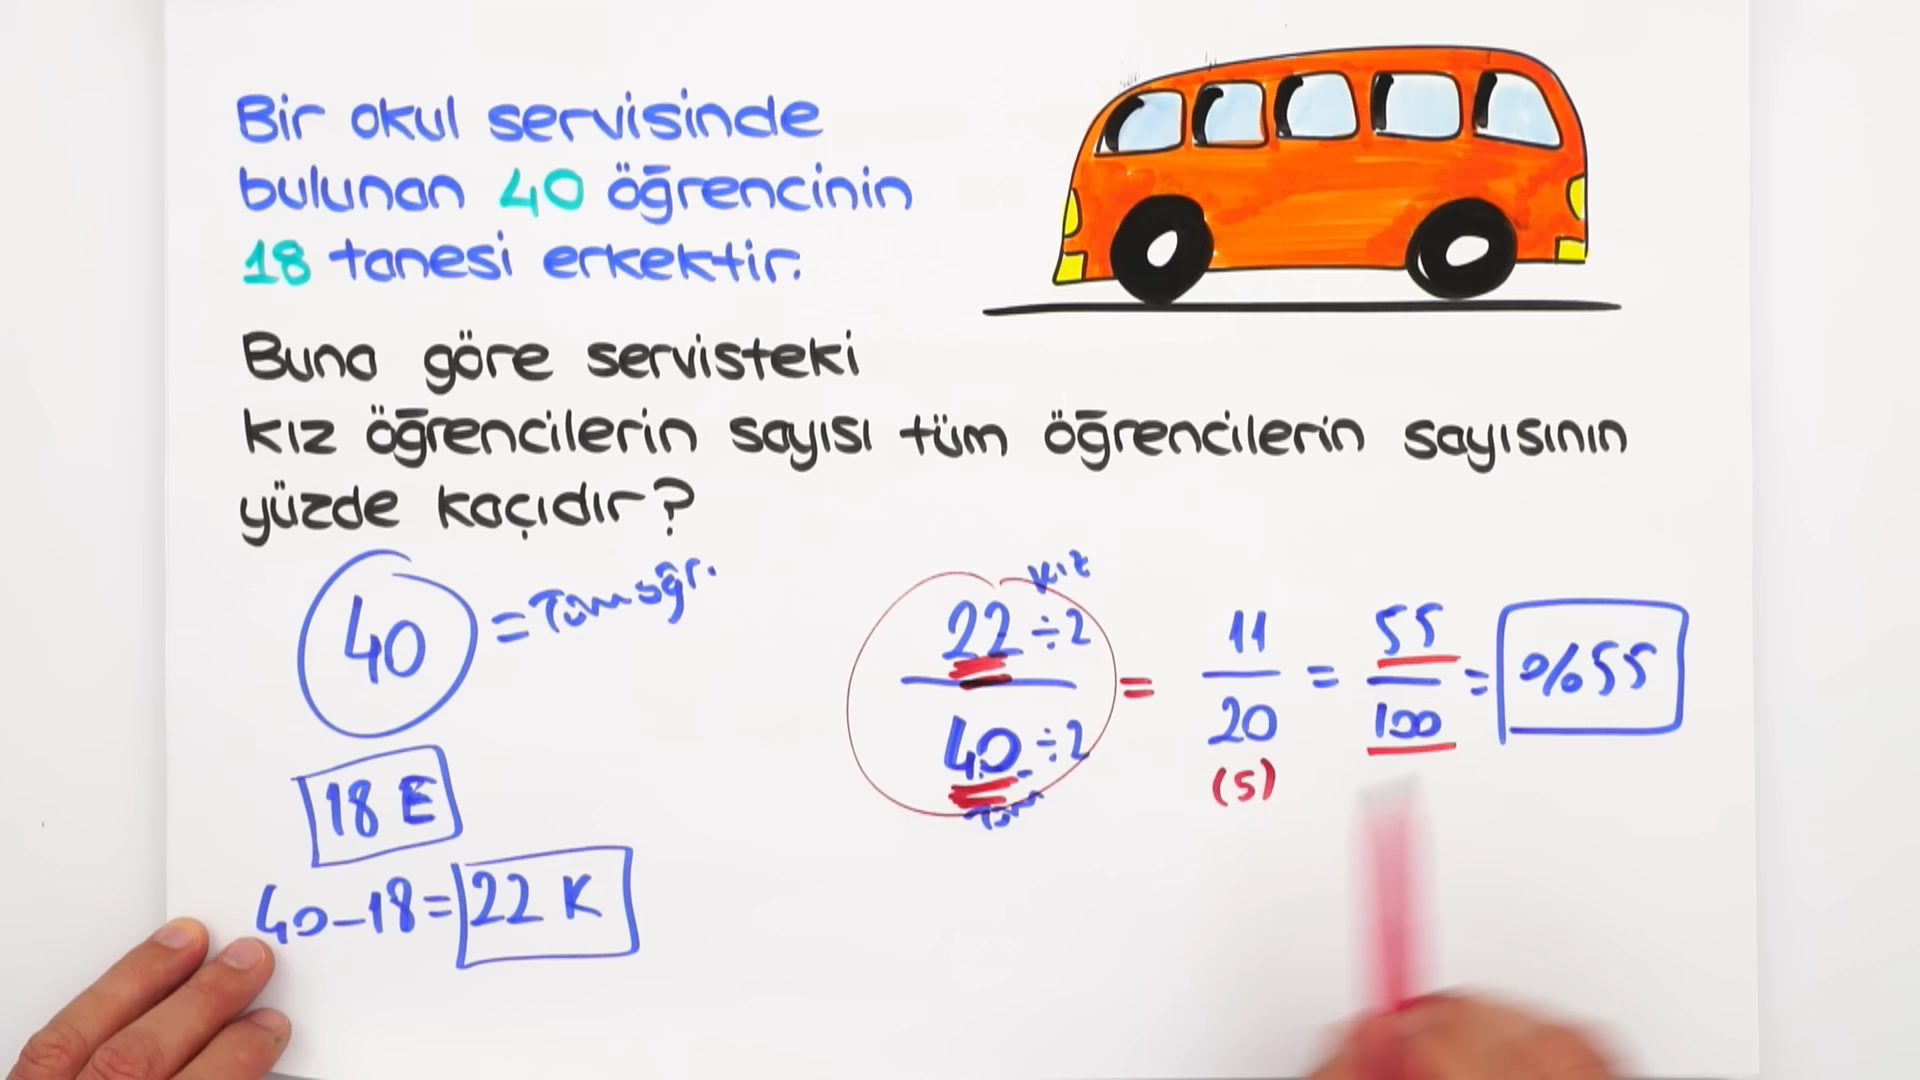 Bir okul servisinde
bulunan 40 öğrencinin
18 tanesi erkektir.
Buna göre servisteki
kız öğrencilerin sayısı tüm öğrencilerin sayısının
yüzde kaçıdır?
40 = Tüm öğr.
18 E
40-18= 22 K
kız
22 ÷2 / 40 ÷2 = 11 / 20 = 55 / 100 = %55
(5)
Tüm